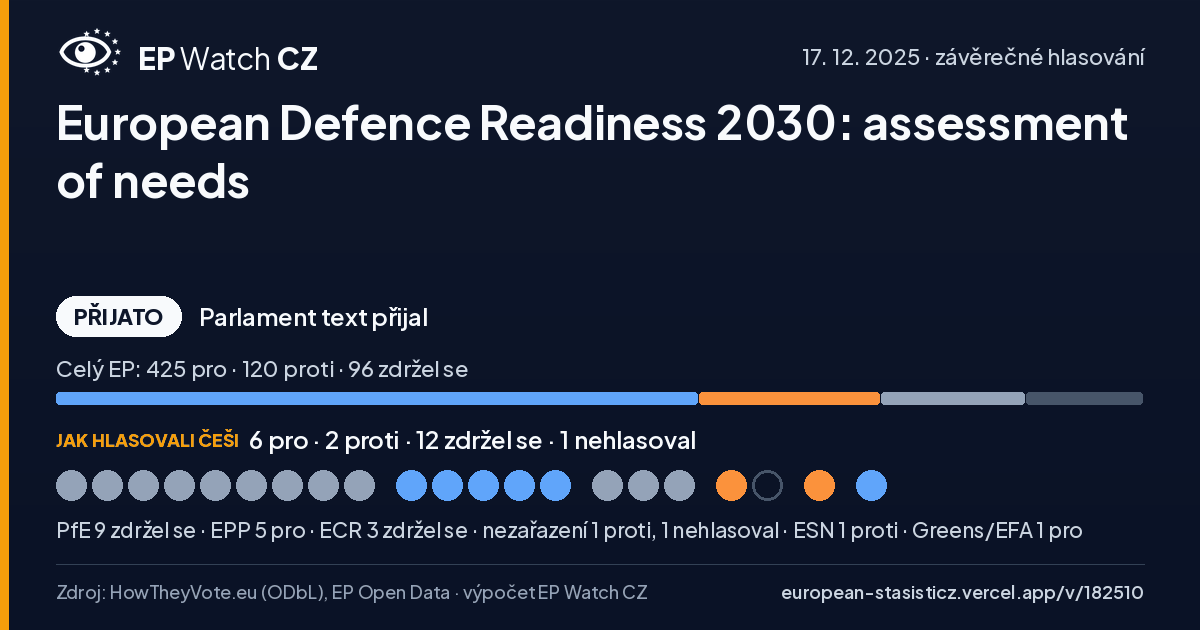 EP Watch CZ
17. 12. 2025 · závěrečné hlasování
European Defence Readiness 2030: assessment
of needs
PŘIJATO Parlament text přijal
Celý EP: 425 pro · 120 proti · 96 zdržel se
JAK HLASOVALI ČEŠI 6 pro · 2 proti · 12 zdržel se · 1 nehlasoval
PfE 9 zdržel se · EPP 5 pro · ECR 3 zdržel se · nezařazení 1 proti, 1 nehlasoval · ESN 1 proti · Greens/EFA 1 pro
Zdroj: HowTheyVote.eu (ODbL), EP Open Data · výpočet EP Watch CZ
european-stasisticz.vercel.app/v/182510